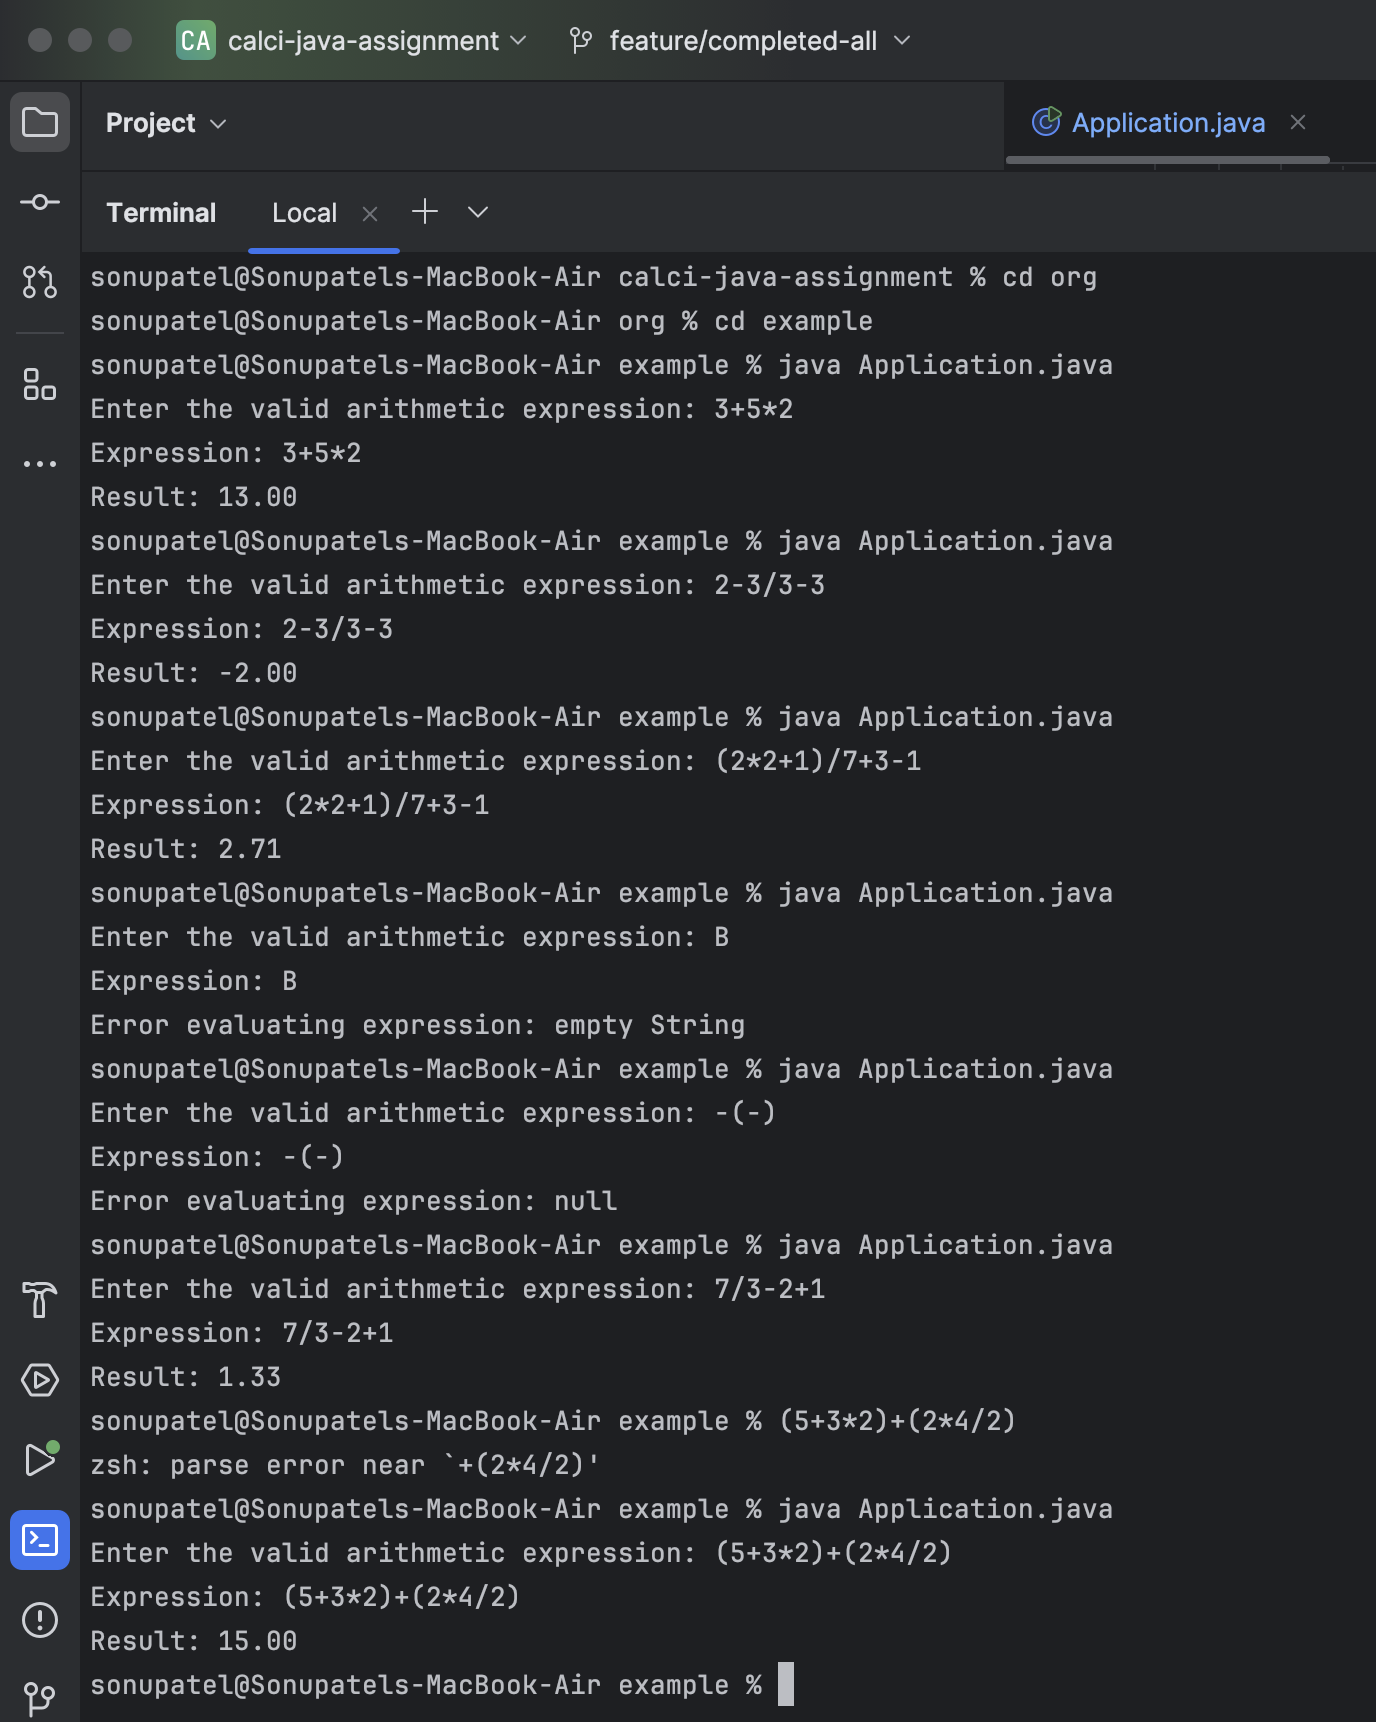 CA calci-java-assignment feature/completed-all
Project
Application.java
Terminal Local
sonupatel@Sonupatels-MacBook-Air calci-java-assignment % cd org
sonupatel@Sonupatels-MacBook-Air org % cd example
sonupatel@Sonupatels-MacBook-Air example % java Application.java
Enter the valid arithmetic expression: 3+5*2
Expression: 3+5*2
Result: 13.00
sonupatel@Sonupatels-MacBook-Air example % java Application.java
Enter the valid arithmetic expression: 2-3/3-3
Expression: 2-3/3-3
Result: -2.00
sonupatel@Sonupatels-MacBook-Air example % java Application.java
Enter the valid arithmetic expression: (2*2+1)/7+3-1
Expression: (2*2+1)/7+3-1
Result: 2.71
sonupatel@Sonupatels-MacBook-Air example % java Application.java
Enter the valid arithmetic expression: B
Expression: B
Error evaluating expression: empty String
sonupatel@Sonupatels-MacBook-Air example % java Application.java
Enter the valid arithmetic expression: -(-)
Expression: -(-)
Error evaluating expression: null
sonupatel@Sonupatels-MacBook-Air example % java Application.java
Enter the valid arithmetic expression: 7/3-2+1
Expression: 7/3-2+1
Result: 1.33
sonupatel@Sonupatels-MacBook-Air example % (5+3*2)+(2*4/2)
zsh: parse error near `+(2*4/2)'
sonupatel@Sonupatels-MacBook-Air example % java Application.java
Enter the valid arithmetic expression: (5+3*2)+(2*4/2)
Expression: (5+3*2)+(2*4/2)
Result: 15.00
sonupatel@Sonupatels-MacBook-Air example %